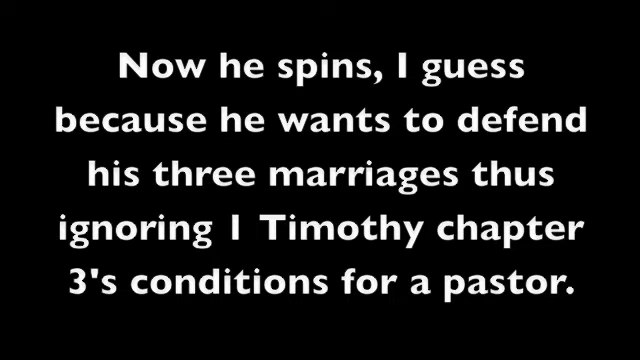 Now he spins, I guess
because he wants to defend
his three marriages thus
ignoring 1 Timothy chapter
3's conditions for a pastor.